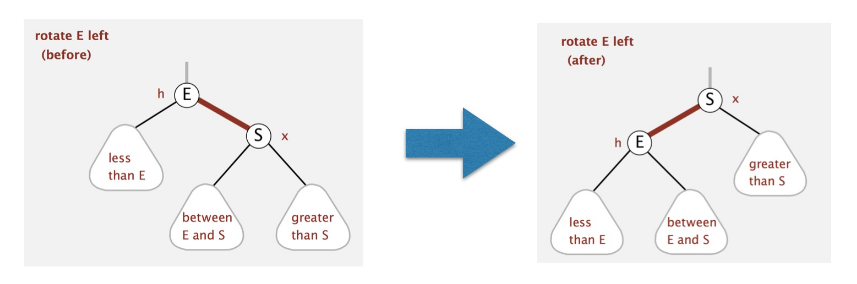 rotate E left
(before)
h
E
S
x
less
than E
between
E and S
greater
than S
rotate E left
(after)
S
x
h
E
greater
than S
less
than E
between
E and S